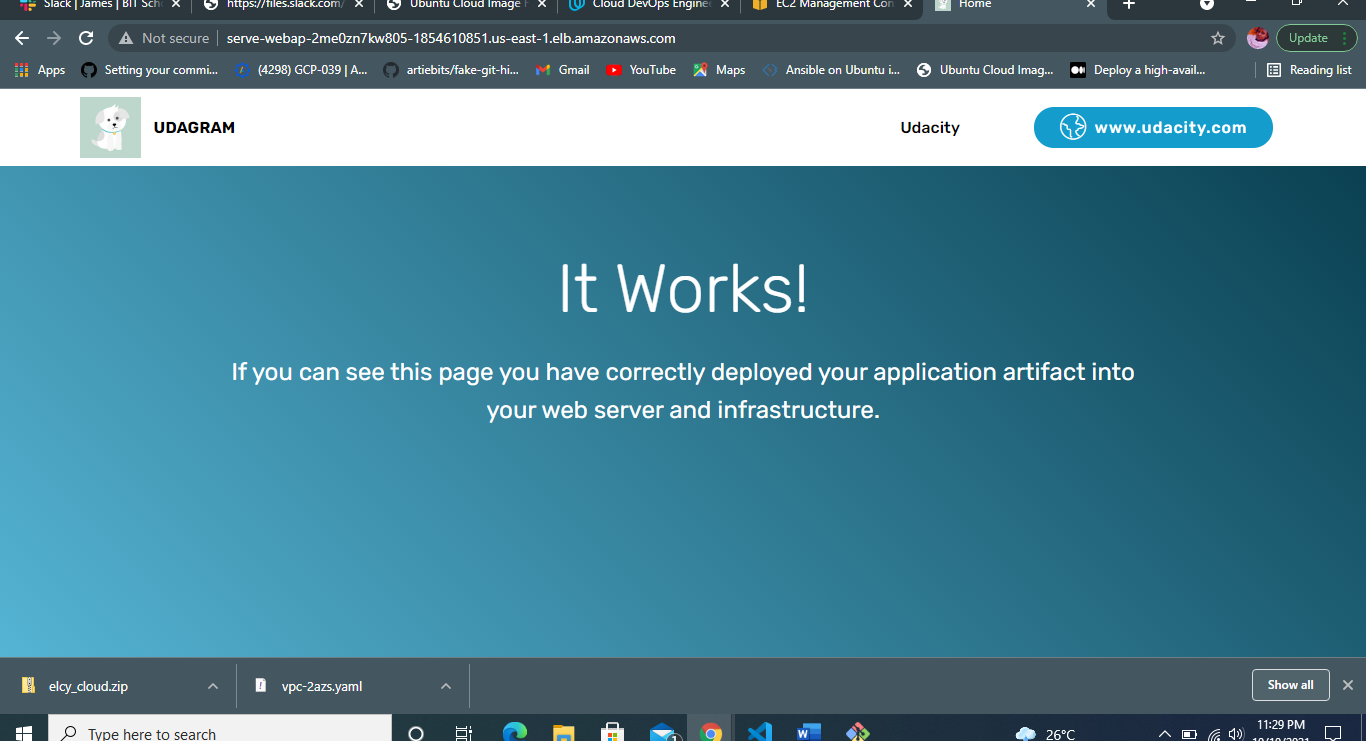 Slack | James | BIT Sch
https://files.slack.com/
Ubuntu Cloud Image
Cloud DevOps Engine
EC2 Management Con
Home
Not secure
serve-webap-2me0zn7kw805-1854610851.us-east-1.elb.amazonaws.com
Update
Apps
Setting your commi...
(4298) GCP-039 | A...
artiebits/fake-git-hi...
Gmail
YouTube
Maps
Ansible on Ubuntu i...
Ubuntu Cloud Imag...
Deploy a high-avail...
Reading list
UDAGRAM
Udacity
www.udacity.com
It Works!
If you can see this page you have correctly deployed your application artifact into
your web server and infrastructure.
elcy_cloud.zip
vpc-2azs.yaml
Show all
Type here to search
26°C
11:29 PM